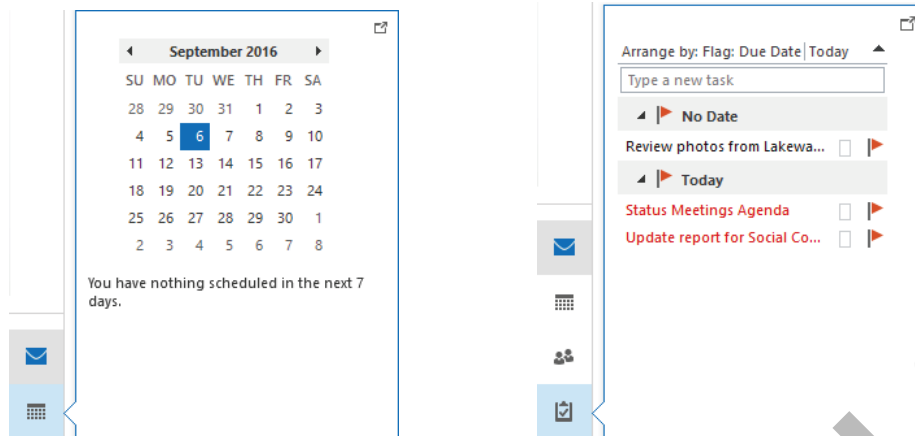 September 2016
SU MO TU WE TH FR SA
28 29 30 31 1 2 3
4 5 6 7 8 9 10
11 12 13 14 15 16 17
18 19 20 21 22 23 24
25 26 27 28 29 30 1
2 3 4 5 6 7 8
You have nothing scheduled in the next 7
days.
Arrange by: Flag: Due Date Today
Type a new task
No Date
Review photos from Lakewa...
Today
Status Meetings Agenda
Update report for Social Co...